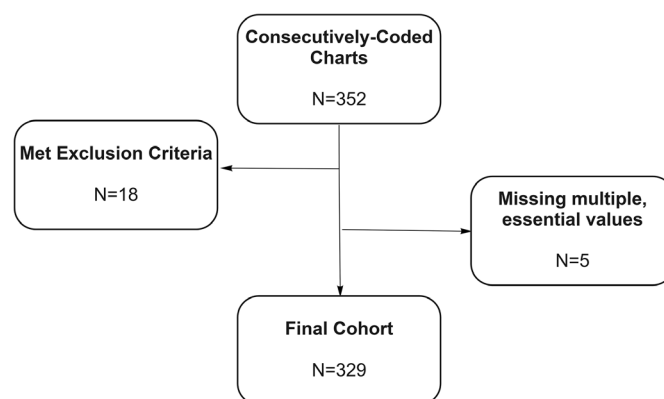 Consecutively-Coded
Charts
N=352
Met Exclusion Criteria
N=18
Missing multiple,
essential values
N=5
Final Cohort
N=329